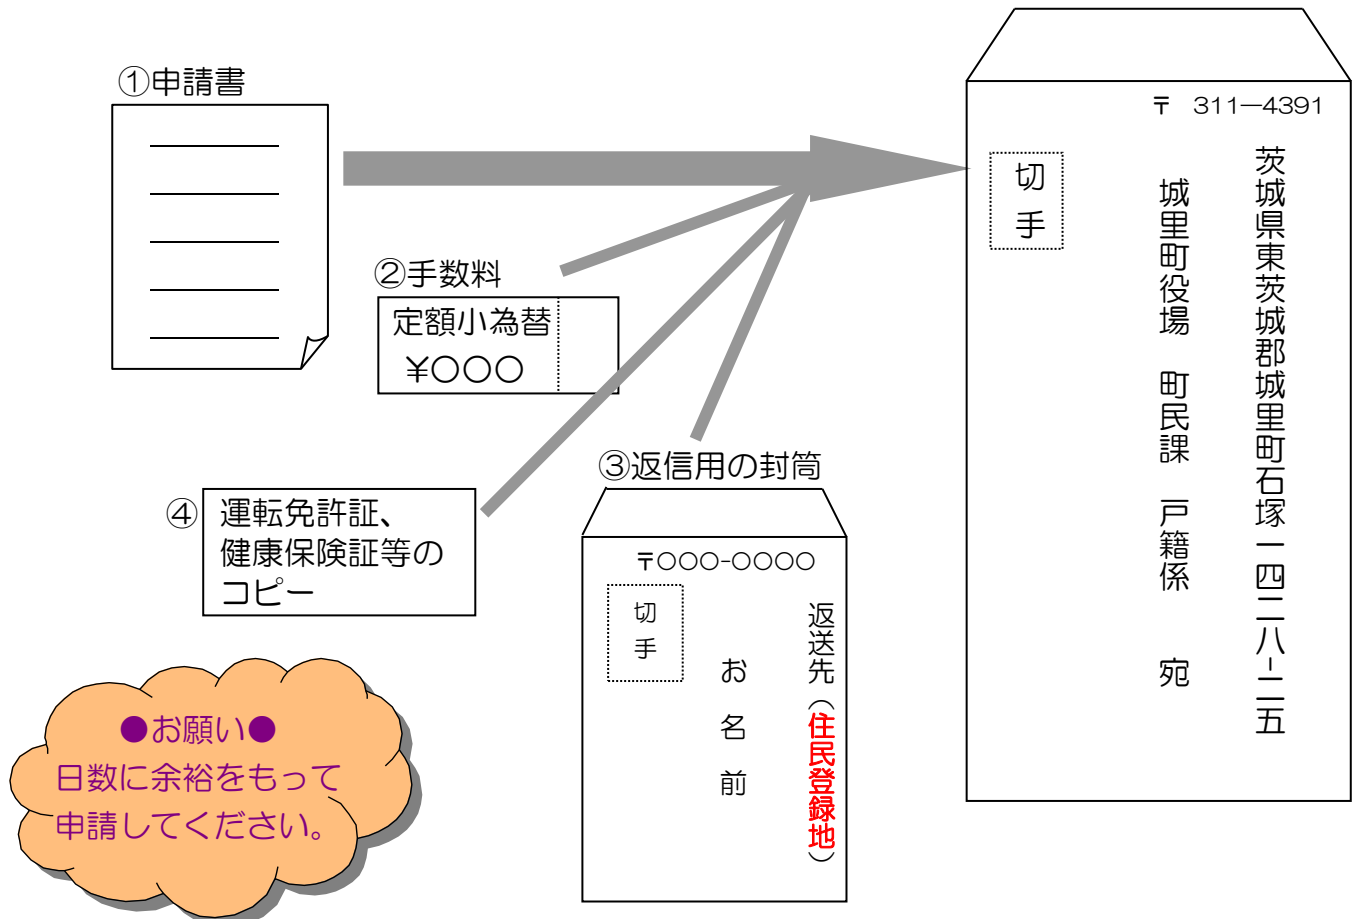 ①申請書
②手数料
定額小為替
¥○○○
③返信用の封筒
〒○○○-○○○○
切手
返送先（住民登録地）
お名前
④
運転免許証、
健康保険証等の
コピー
〒 311―4391
切手
茨城県東茨城郡城里町石塚一四二八-二五
城里町役場 町民課 戸籍係 宛
●お願い●
日数に余裕をもって
申請してください。